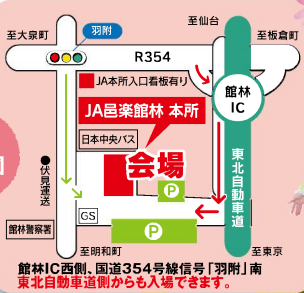 至大泉町
羽附
至仙台
至板倉町
R354
JA本所入口看板有り
館林
IC
JA邑楽館林 本所
日本中央バス
会場
●伏見運送
P
東北自動車道
館林警察署
GS
P
至明和町
至東京
館林IC西側、国道354号線信号「羽附」南
東北自動車道側からも入場できます。